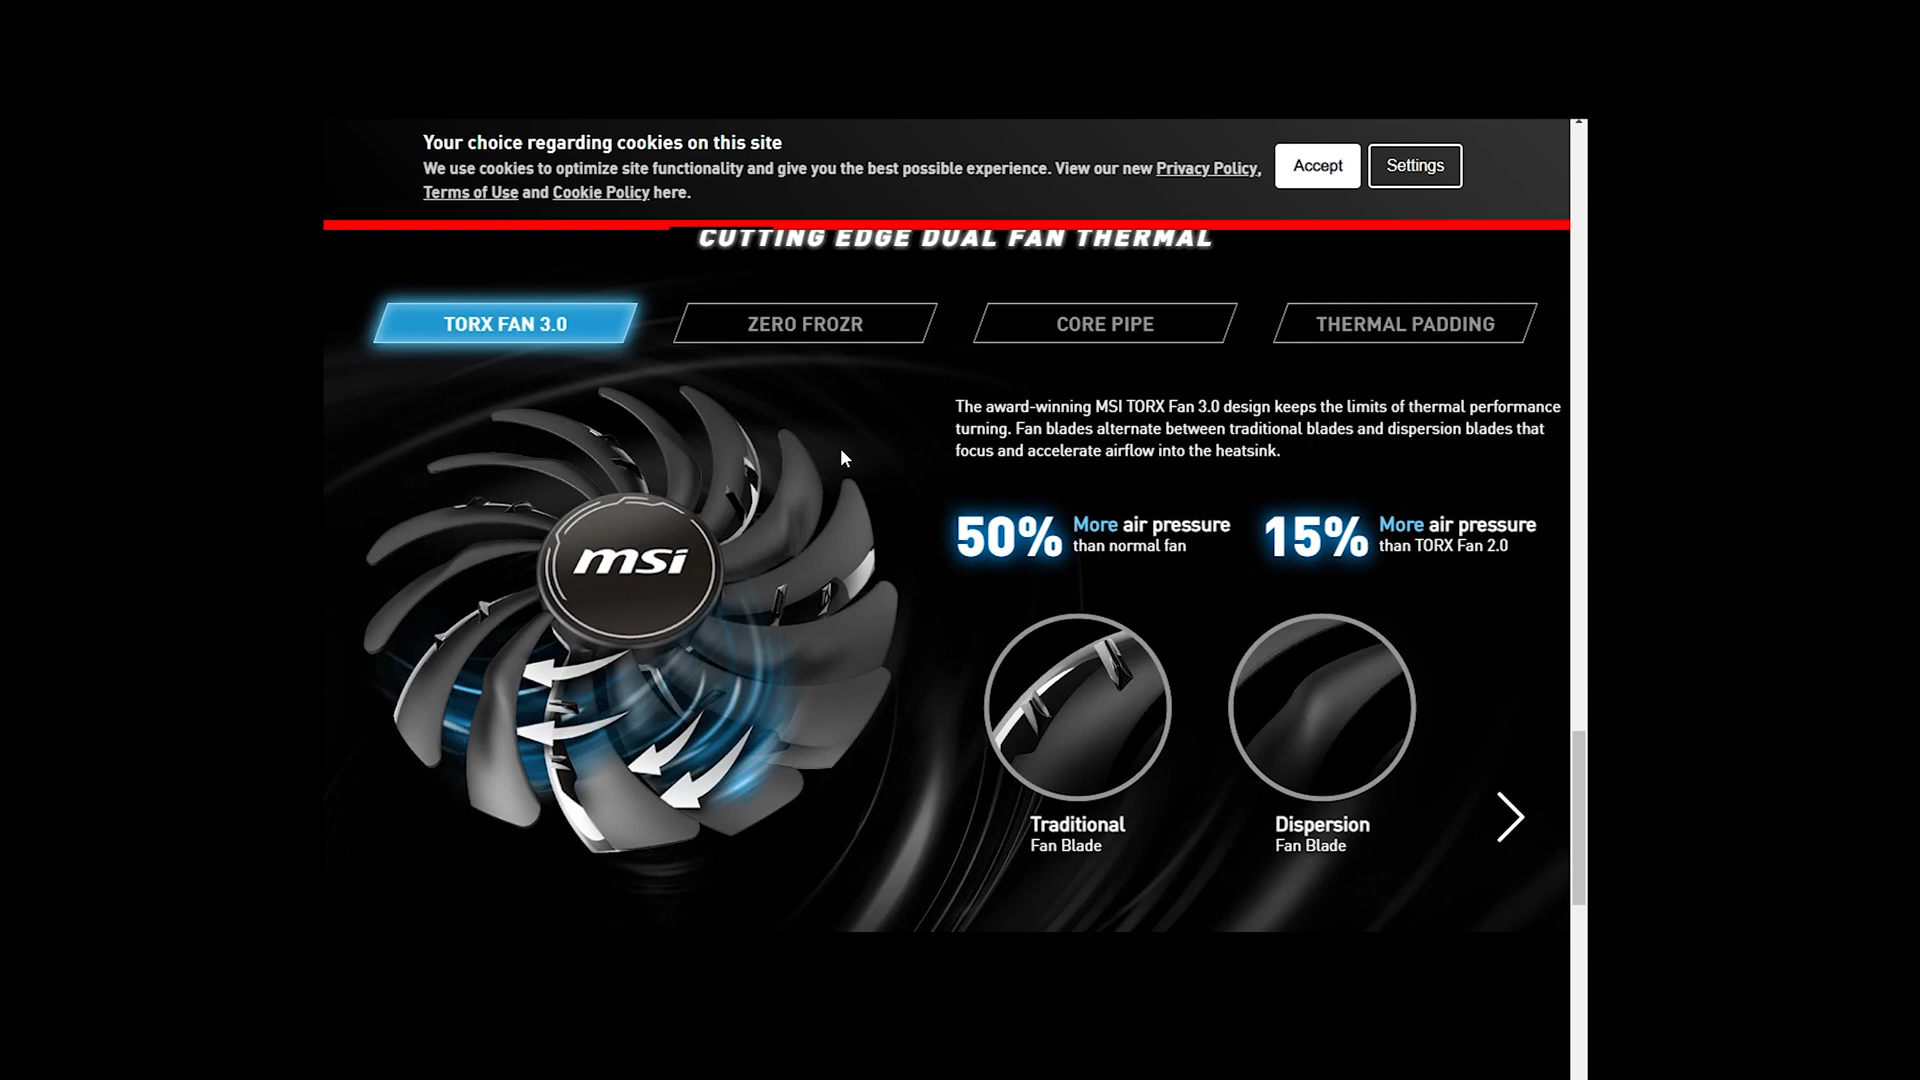 Your choice regarding cookies on this site
We use cookies to optimize site functionality and give you the best possible experience. View our new Privacy Policy,
Terms of Use and Cookie Policy here.
Accept
Settings
CUTTING EDGE DUAL FAN THERMAL
TORX FAN 3.0
ZERO FROZR
CORE PIPE
THERMAL PADDING
The award-winning MSI TORX Fan 3.0 design keeps the limits of thermal performance
turning. Fan blades alternate between traditional blades and dispersion blades that
focus and accelerate airflow into the heatsink.
50%
More air pressure
than normal fan
15%
More air pressure
than TORX Fan 2.0
msi
Traditional
Fan Blade
Dispersion
Fan Blade